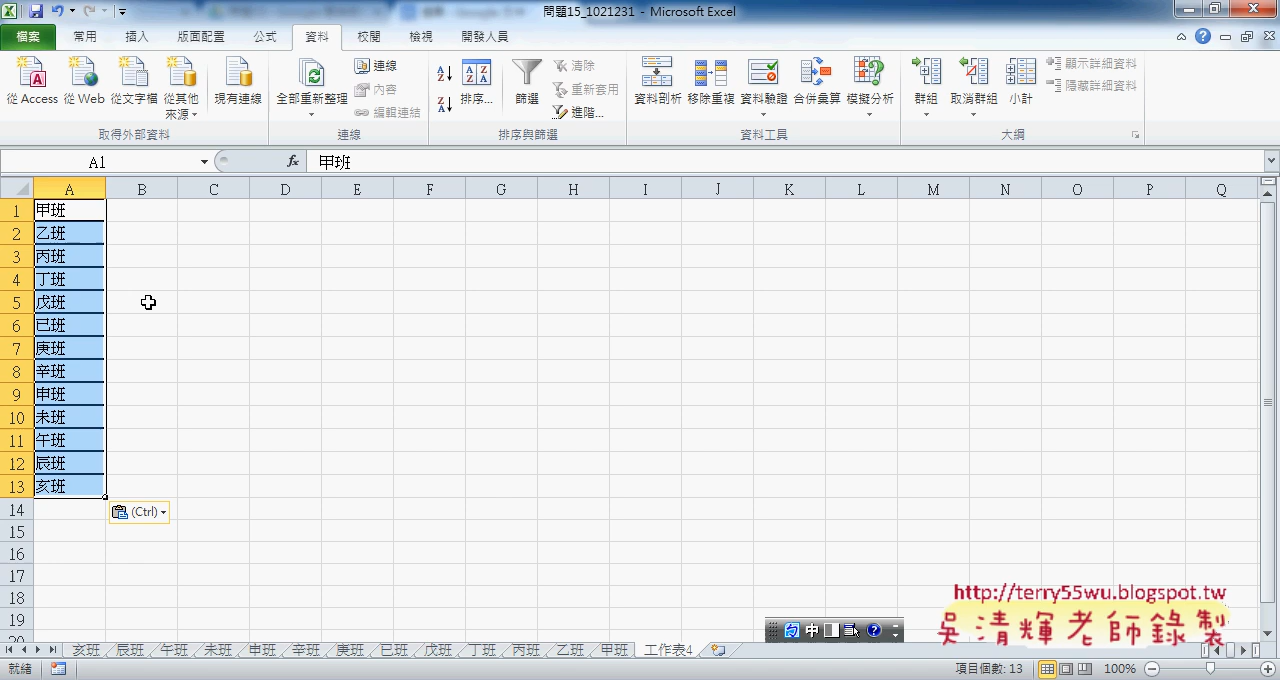 問題15_1021231 - Microsoft Excel
檔案 常用 插入 版面配置 公式 資料 校閱 檢視 開發人員
從 Access 從 Web 從文字檔 從其他來源 現有連線 全部重新整理 連線 內容 編輯連結 排序... 篩選 清除 重新套用 進階... 資料剖析 移除重複 資料驗證 合併彙算 模擬分析 群組 取消群組 小計 顯示詳細資料 隱藏詳細資料
取得外部資料 連線 排序與篩選 資料工具 大綱
A1 fx 甲班
A B C D E F G H I J K L M N O P Q
1 甲班
2 乙班
3 丙班
4 丁班
5 戊班
6 已班
7 庚班
8 辛班
9 申班
10 未班
11 午班
12 辰班
13 亥班
14 (Ctrl)
15
16
17
18
19
20
http://terry55wu.blogspot.tw
吳清輝老師錄製
中
亥班 辰班 午班 未班 申班 辛班 庚班 已班 戊班 丁班 丙班 乙班 甲班 工作表4
就緒 項目個數: 13 100%